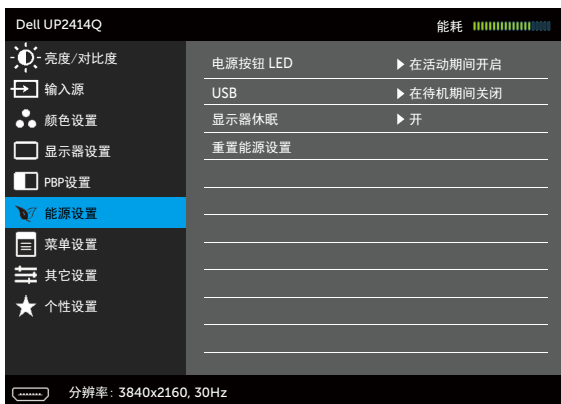 Dell UP2414Q 能耗
亮度/对比度
输入源
颜色设置
显示器设置
PBP设置
能源设置
菜单设置
其它设置
个性设置
电源按钮 LED 在活动期间开启
USB 在待机期间关闭
显示器休眠 开
重置能源设置
分辨率: 3840x2160, 30Hz